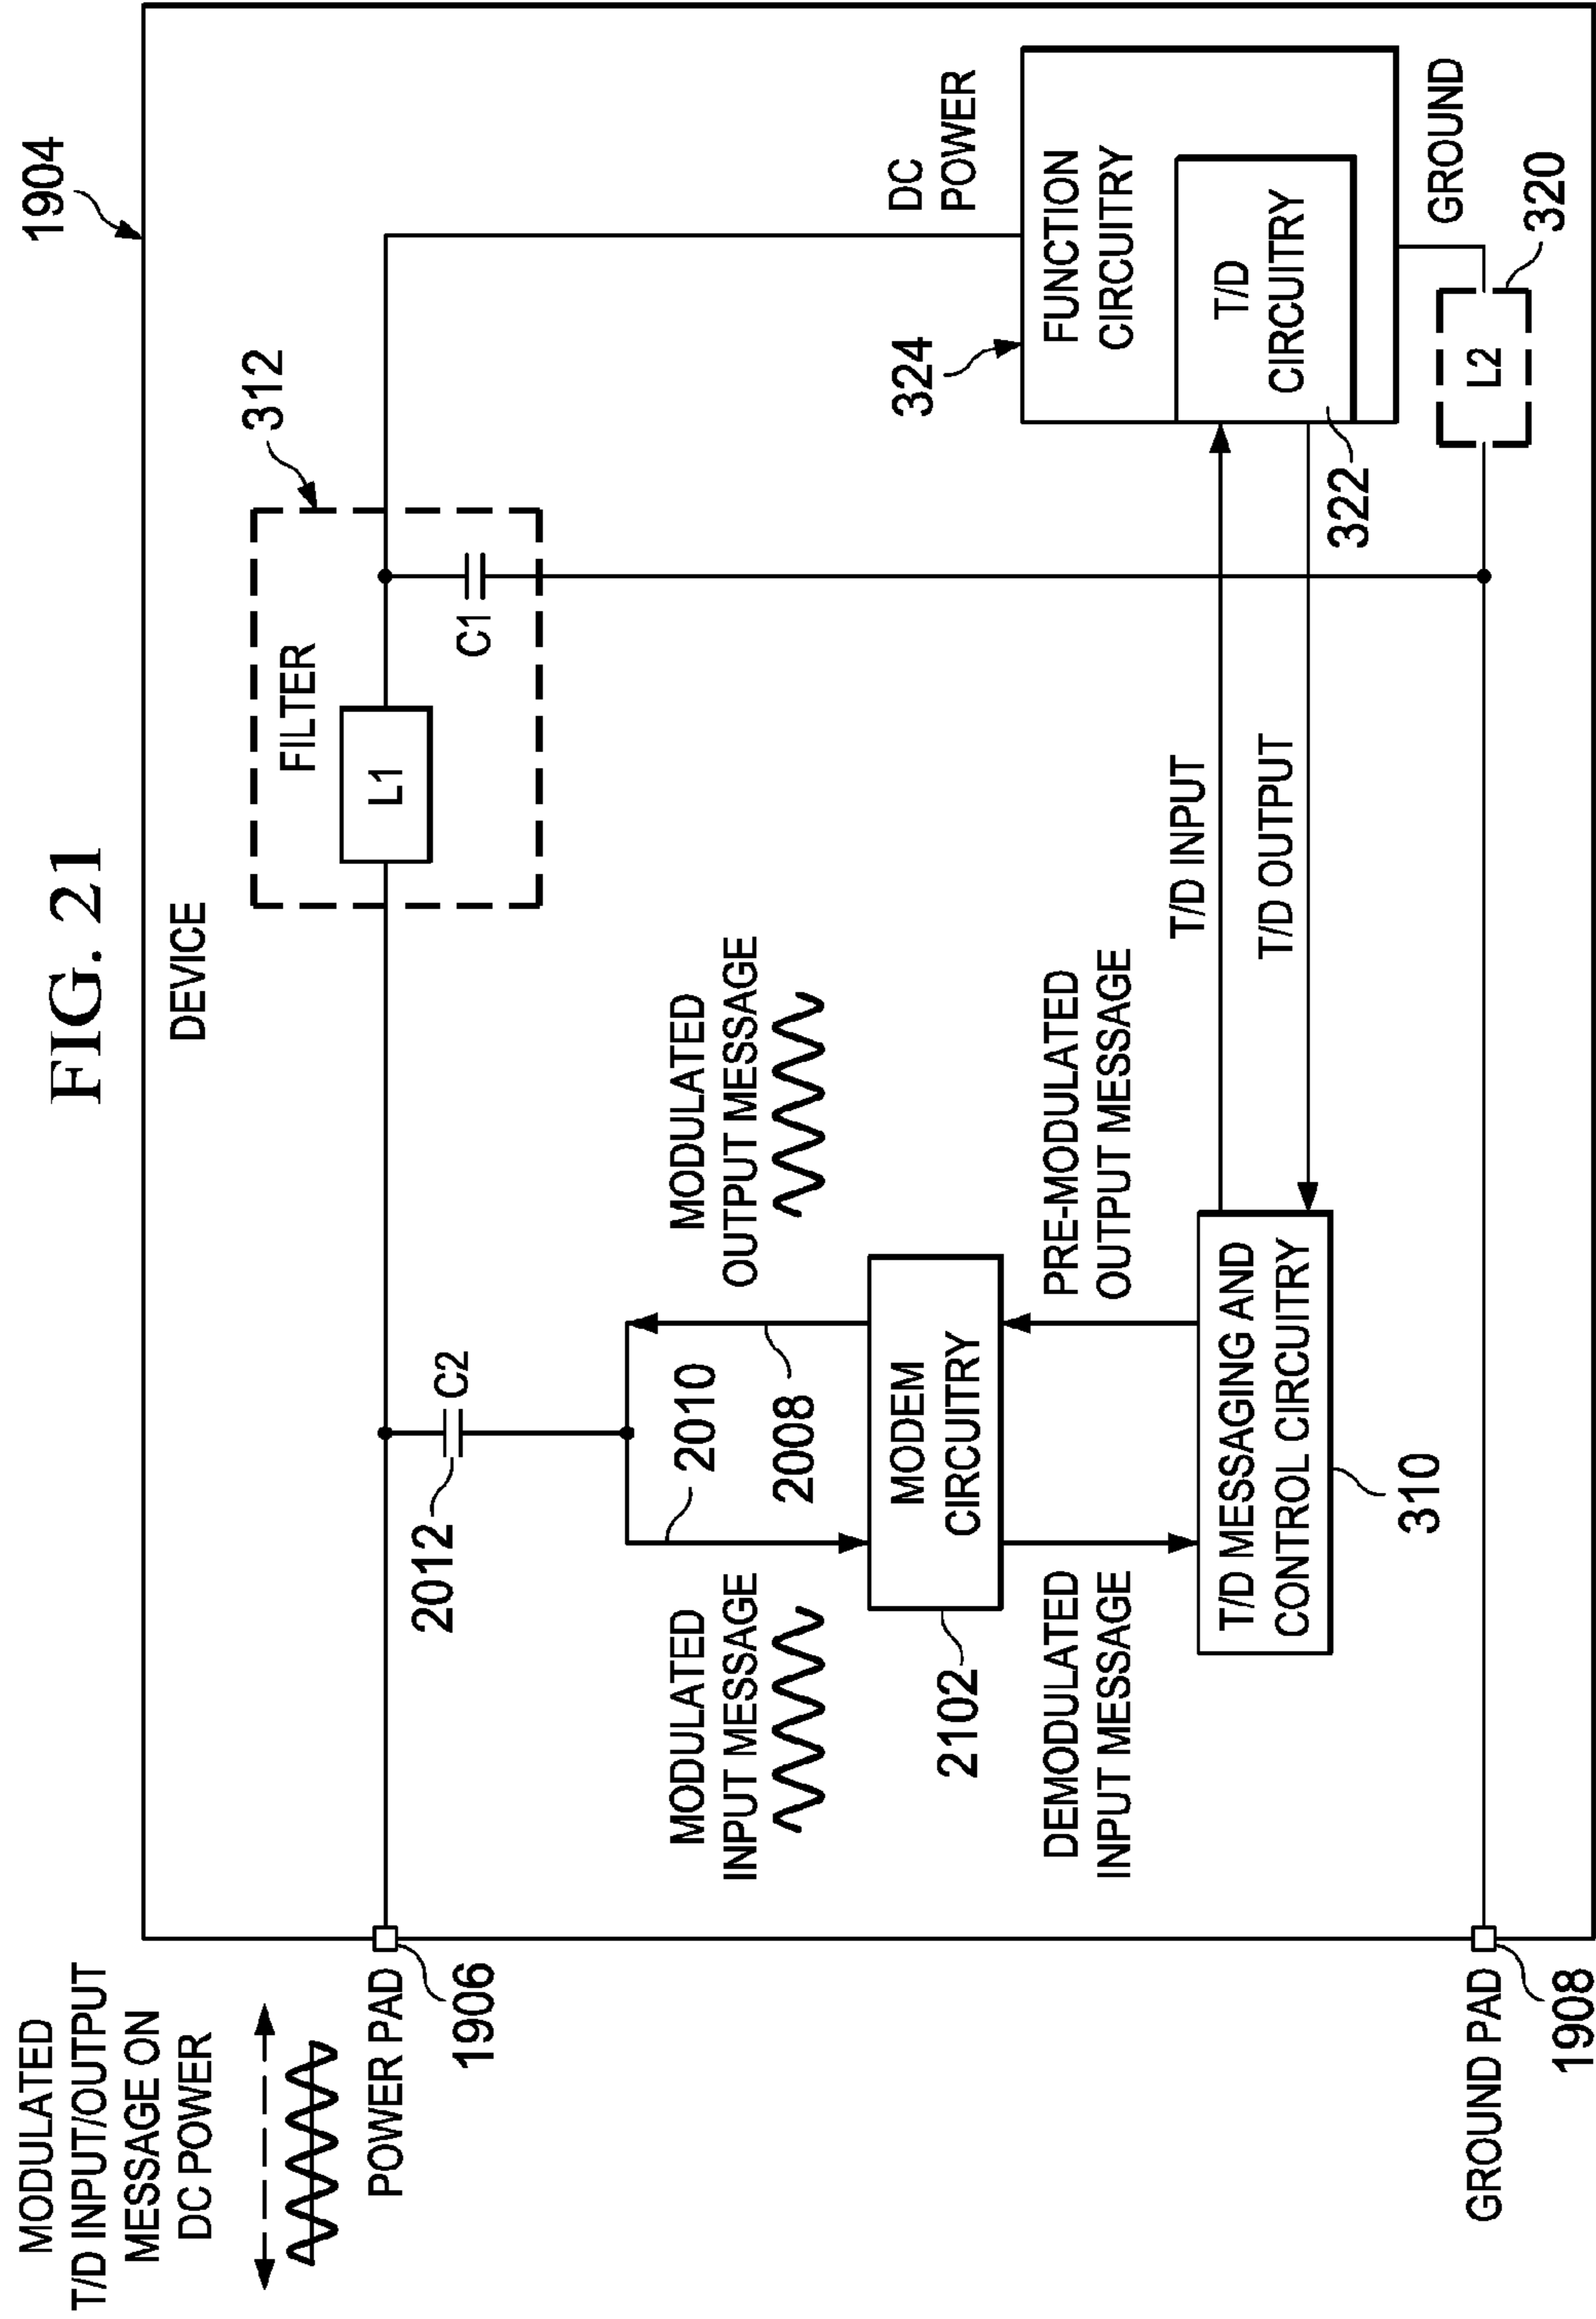 FIG. 21
1904
MODULATED
T/D INPUT/OUTPUT
MESSAGE ON
DC POWER
DEVICE
312
FILTER
L1
C1
POWER PAD
1906
2012
C2
MODULATED
INPUT MESSAGE
2010
2008
MODULATED
OUTPUT MESSAGE
MODEM
CIRCUITRY
2102
DEMODULATED
INPUT MESSAGE
PRE-MODULATED
OUTPUT MESSAGE
T/D MESSAGING AND
CONTROL CIRCUITRY
310
T/D INPUT
T/D OUTPUT
DC
POWER
324
FUNCTION
CIRCUITRY
T/D
CIRCUITRY
322
GROUND
L2
320
GROUND PAD
1908